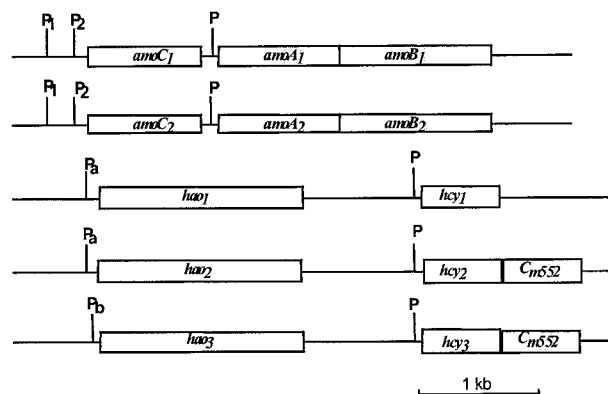 P1 P2 P
amoC1 amoA1 amoB1
P1 P2 P
amoC2 amoA2 amoB2
Pa P
hao1 hcy1
Pa P
hao2 hcy2 Cm552
Pb P
hao3 hcy3 Cm552
1 kb